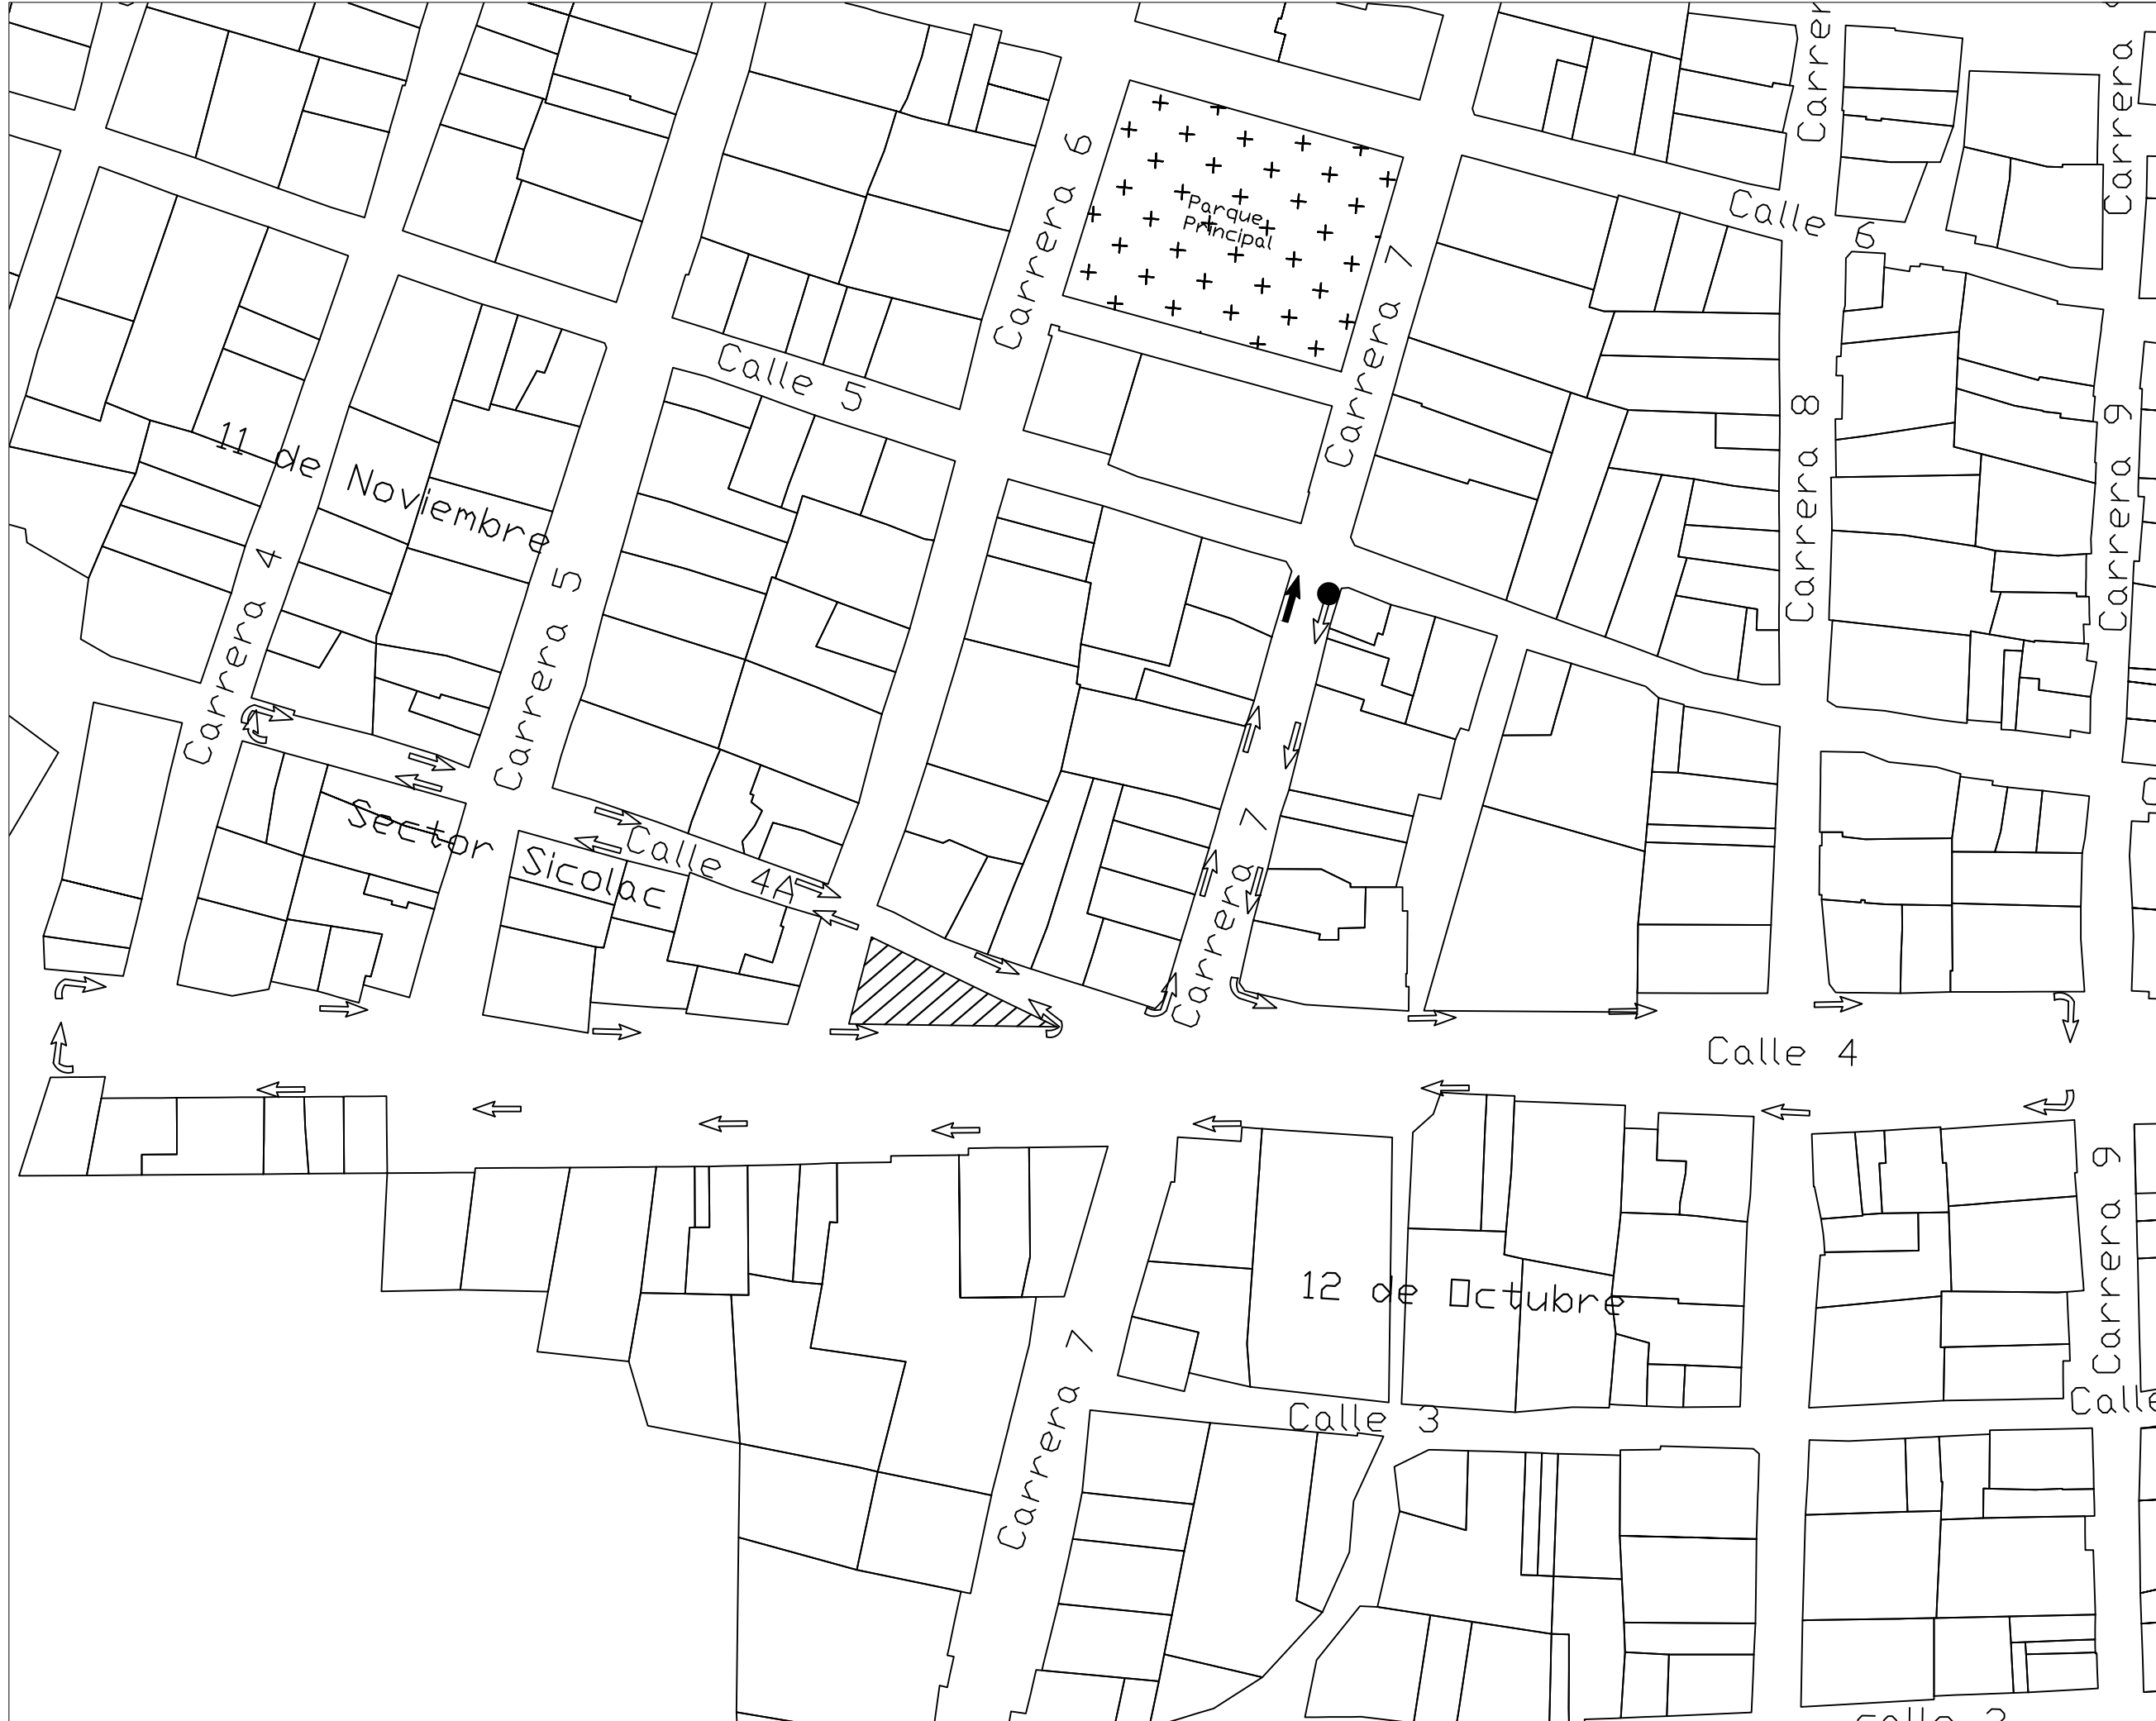 Carrer
Carrera
Calle 6
Carrera 6
Parque
Principal
Carrera 7
Calle 5
Carrera 8
Carrera 9
11 de Noviembre
Carrera 4
Carrera 5
Sector Sicolac
Calle 4A
Carrera 7
Calle 4
12 de Octubre
Carrera 9
Carrera 7
Calle 3
Calle